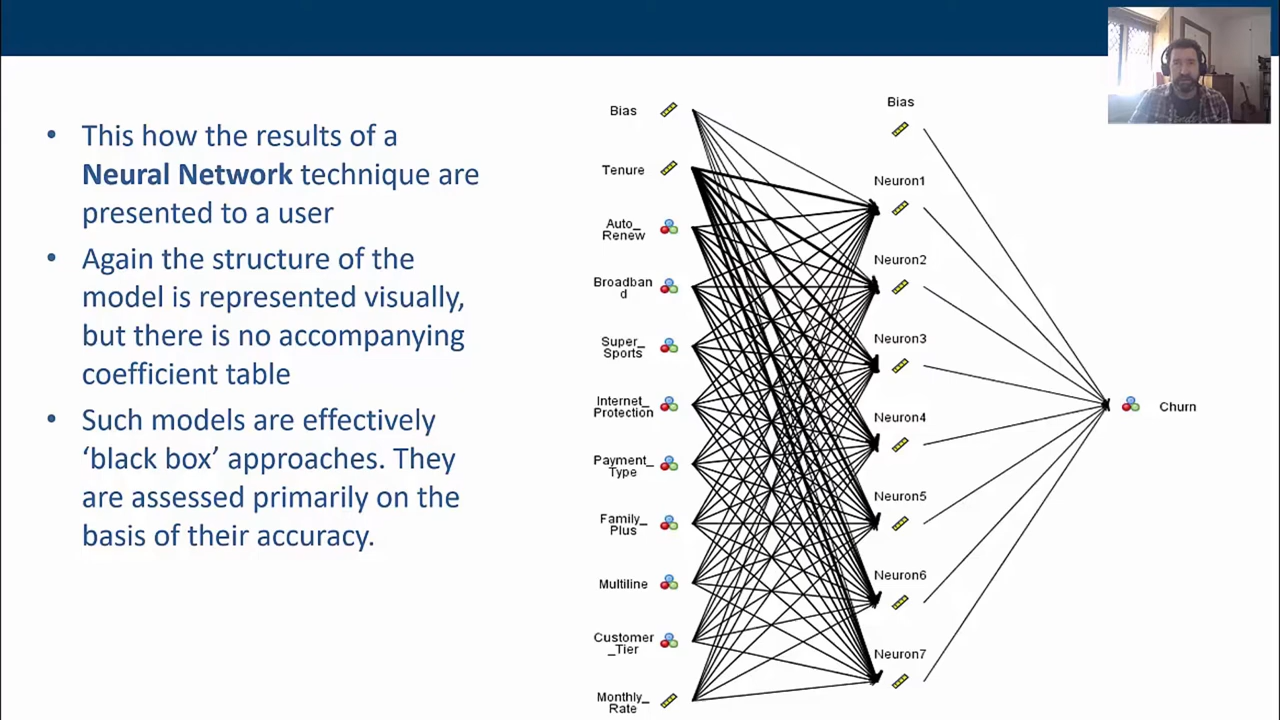 • This how the results of a
Neural Network technique are
presented to a user
• Again the structure of the
model is represented visually,
but there is no accompanying
coefficient table
• Such models are effectively
‘black box’ approaches. They
are assessed primarily on the
basis of their accuracy.
Bias
Tenure
Auto_
Renew
Broadban
d
Super_
Sports
Internet_
Protection
Payment_
Type
Family_
Plus
Multiline
Customer
_Tier
Monthly_
Rate
Bias
Neuron1
Neuron2
Neuron3
Neuron4
Neuron5
Neuron6
Neuron7
Churn